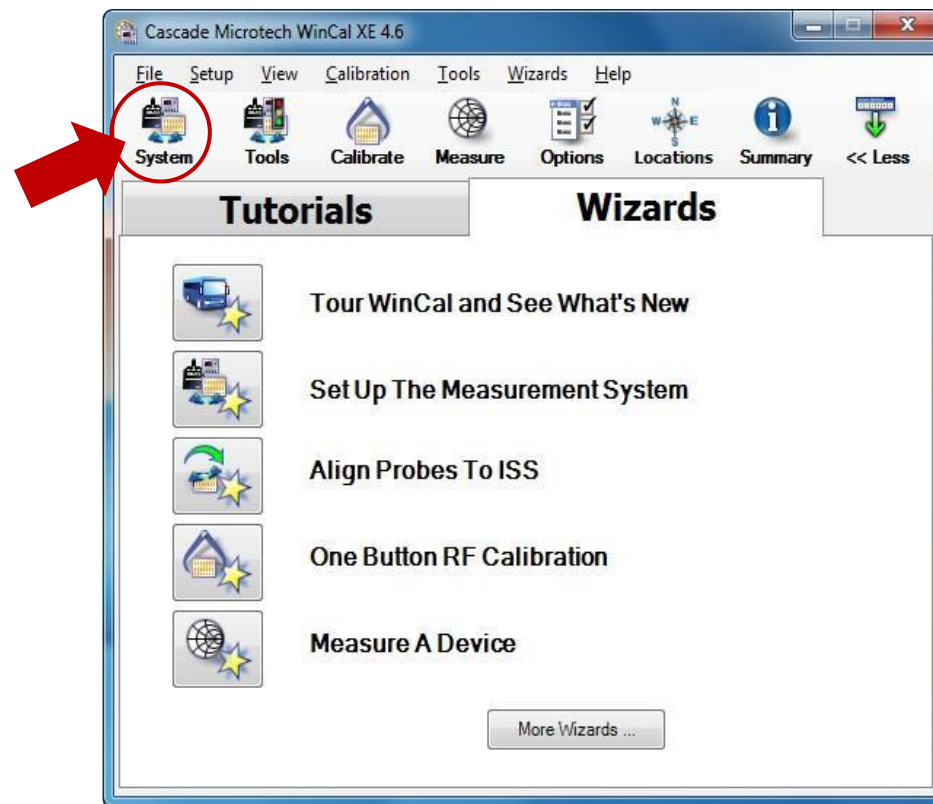 Cascade Microtech WinCal XE 4.6
File Setup View Calibration Tools Wizards Help
N
W E
S
System Tools Calibrate Measure Options Locations Summary << Less
Tutorials Wizards
Tour WinCal and See What's New
Set Up The Measurement System
Align Probes To ISS
One Button RF Calibration
Measure A Device
More Wizards ...